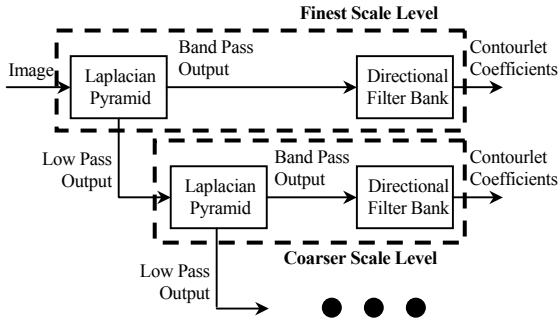 Finest Scale Level
Image
Laplacian
Pyramid
Band Pass
Output
Directional
Filter Bank
Contourlet
Coefficients
Low Pass
Output
Laplacian
Pyramid
Band Pass
Output
Directional
Filter Bank
Contourlet
Coefficients
Coarser Scale Level
Low Pass
Output